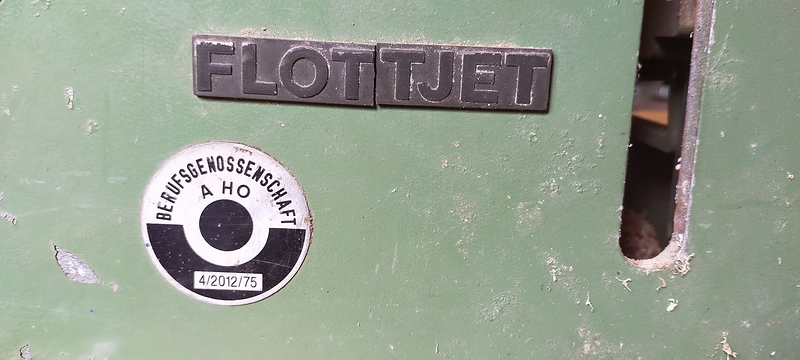 FLOTTJET
BERUFSGENOSSENSCHAFT
A HO
4/2012/75